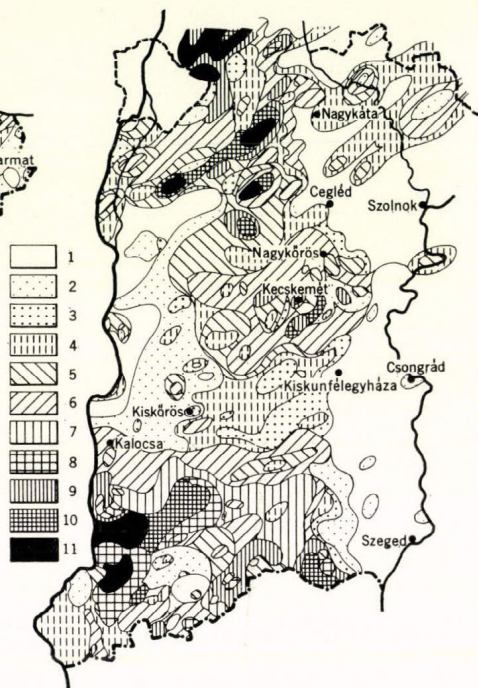 Nagykáta
armat
Cegléd
Szolnok
Nagykőrös
Kecskemét
Csongrád
Kiskunfélegyháza
Kiskőrös
Kalocsa
Szeged
1
2
3
4
5
6
7
8
9
10
11